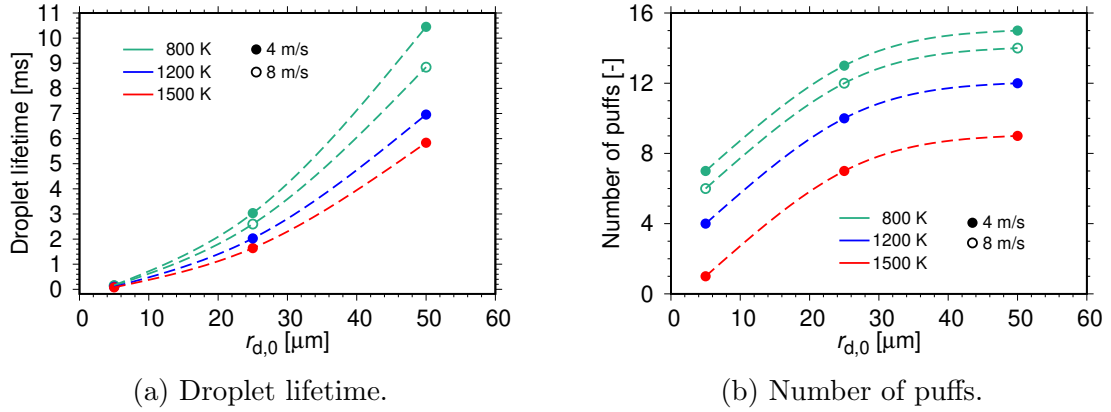 11
10
9
8
7
6
5
4
3
2
1
0
Droplet lifetime [ms]
800 K
1200 K
1500 K
4 m/s
8 m/s
0 10 20 30 40 50 60
r_d,0 [μm]
(a) Droplet lifetime.
16
12
8
4
0
Number of puffs [-]
800 K
1200 K
1500 K
4 m/s
8 m/s
0 10 20 30 40 50 60
r_d,0 [μm]
(b) Number of puffs.